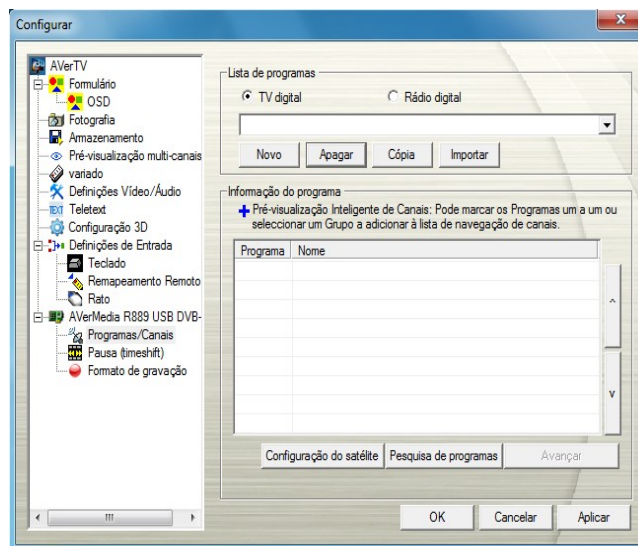 Configurar
AVerTV
Formulário
OSD
Fotografia
Armazenamento
Pré-visualização multi-canais
variado
Definições Vídeo/Áudio
TEXT Teletext
Configuração 3D
Definições de Entrada
Teclado
Remapeamento Remoto
Rato
AVerMedia R889 USB DVB-
Programas/Canais
Pausa (timeshift)
Formato de gravação
Lista de programas
TV digital Rádio digital
Novo Apagar Cópia Importar
Informação do programa
Pré-visualização Inteligente de Canais: Pode marcar os Programas um a um ou
seleccionar um Grupo a adicionar à lista de navegação de canais.
Programa Nome
^
v
Configuração do satélite Pesquisa de programas Avançar
OK Cancelar Aplicar